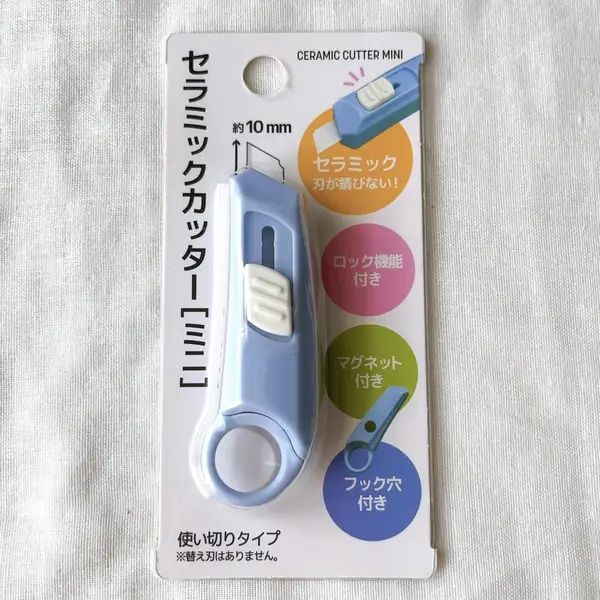 CERAMIC CUTTER MINI
セラミックカッター[ミニ]
約10mm
セラミック
刃が錆びない!
ロック機能
付き
マグネット
付き
フック穴
付き
使い切りタイプ
※替え刃はありません。